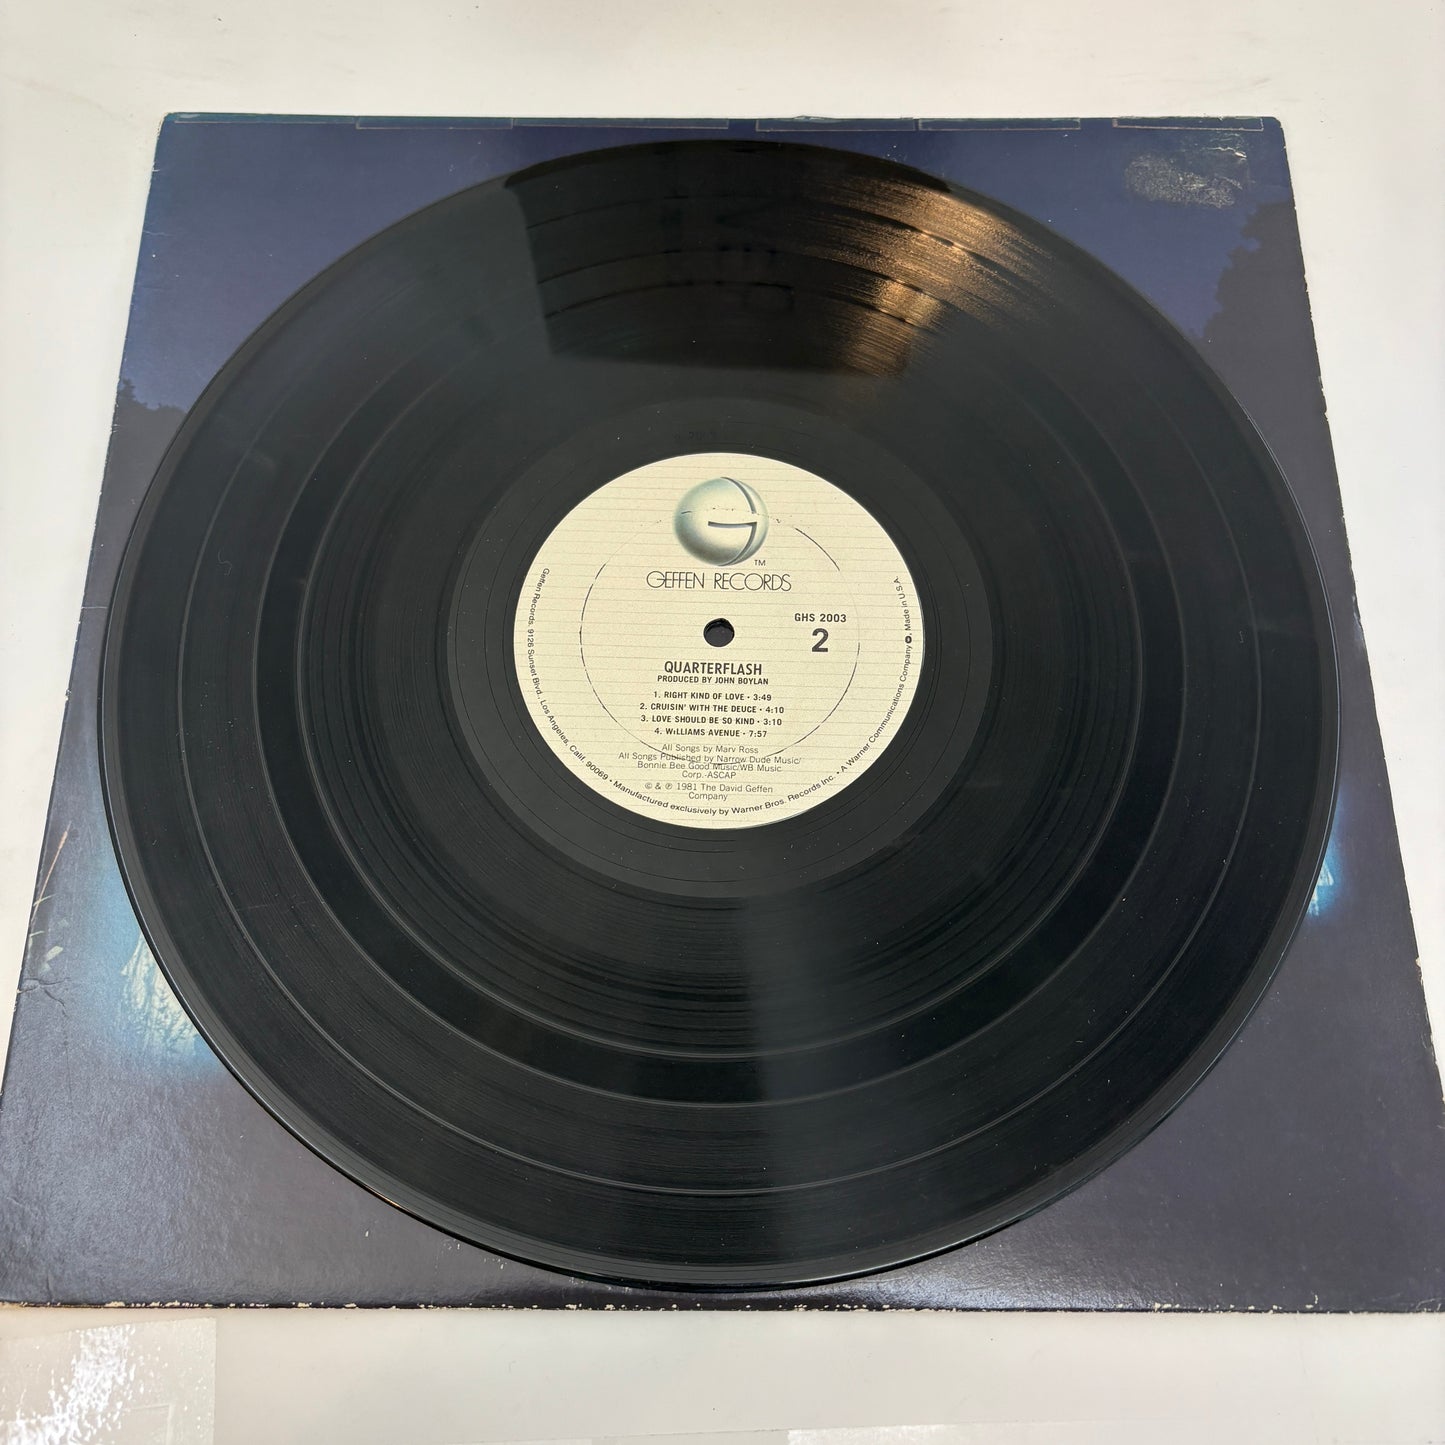 TM
GEFFEN RECORDS
GHS 2003
2
QUARTERFLASH
PRODUCED BY JOHN BOYLAN
1. RIGHT KIND OF LOVE • 3:49
2. CRUISIN' WITH THE DEUCE • 4:10
3. LOVE SHOULD BE SO KIND • 3:10
4. WILLIAMS AVENUE • 7:57
All Songs by Marv Ross
All Songs Published by Narrow Dude Music/
Bonnie Bee Good Music/WB Music
Corp.-ASCAP
© & ℗ 1981 The David Geffen
Company
Geffen Records, 9126 Sunset Blvd., Los Angeles, Calif. 90069 • Manufactured exclusively by Warner Bros. Records Inc. • A Warner Communications Company. Made in U.S.A.